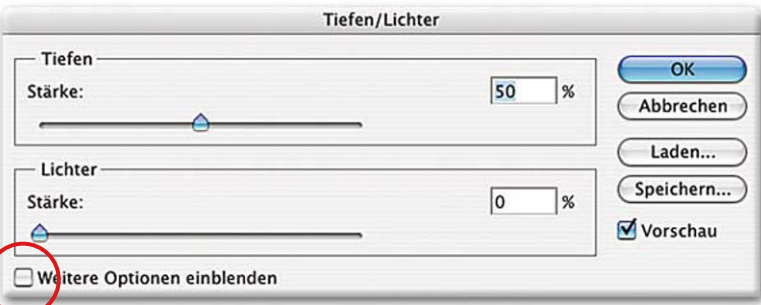 Tiefen/Lichter
Tiefen
Stärke:
50 %
Lichter
Stärke:
0 %
Weitere Optionen einblenden
OK
Abbrechen
Laden...
Speichern...
Vorschau